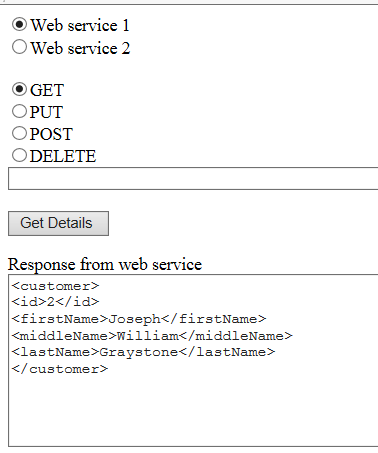 Web service 1
Web service 2
GET
PUT
POST
DELETE
Get Details
Response from web service
<customer>
<id>2</id>
<firstName>Joseph</firstName>
<middleName>William</middleName>
<lastName>Graystone</lastName>
</customer>